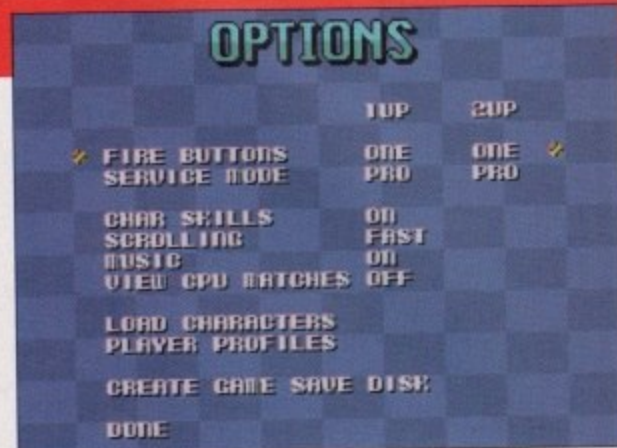 OPTIONS
1UP 2UP
FIRE BUTTONS ONE ONE
SERVICE MODE PRO PRO
CHAR SKILLS ON
SCROLLING FAST
MUSIC ON
VIEW CPU MATCHES OFF
LOAD CHARACTERS
PLAYER PROFILES
CREATE GAME SAVE DISK
DONE